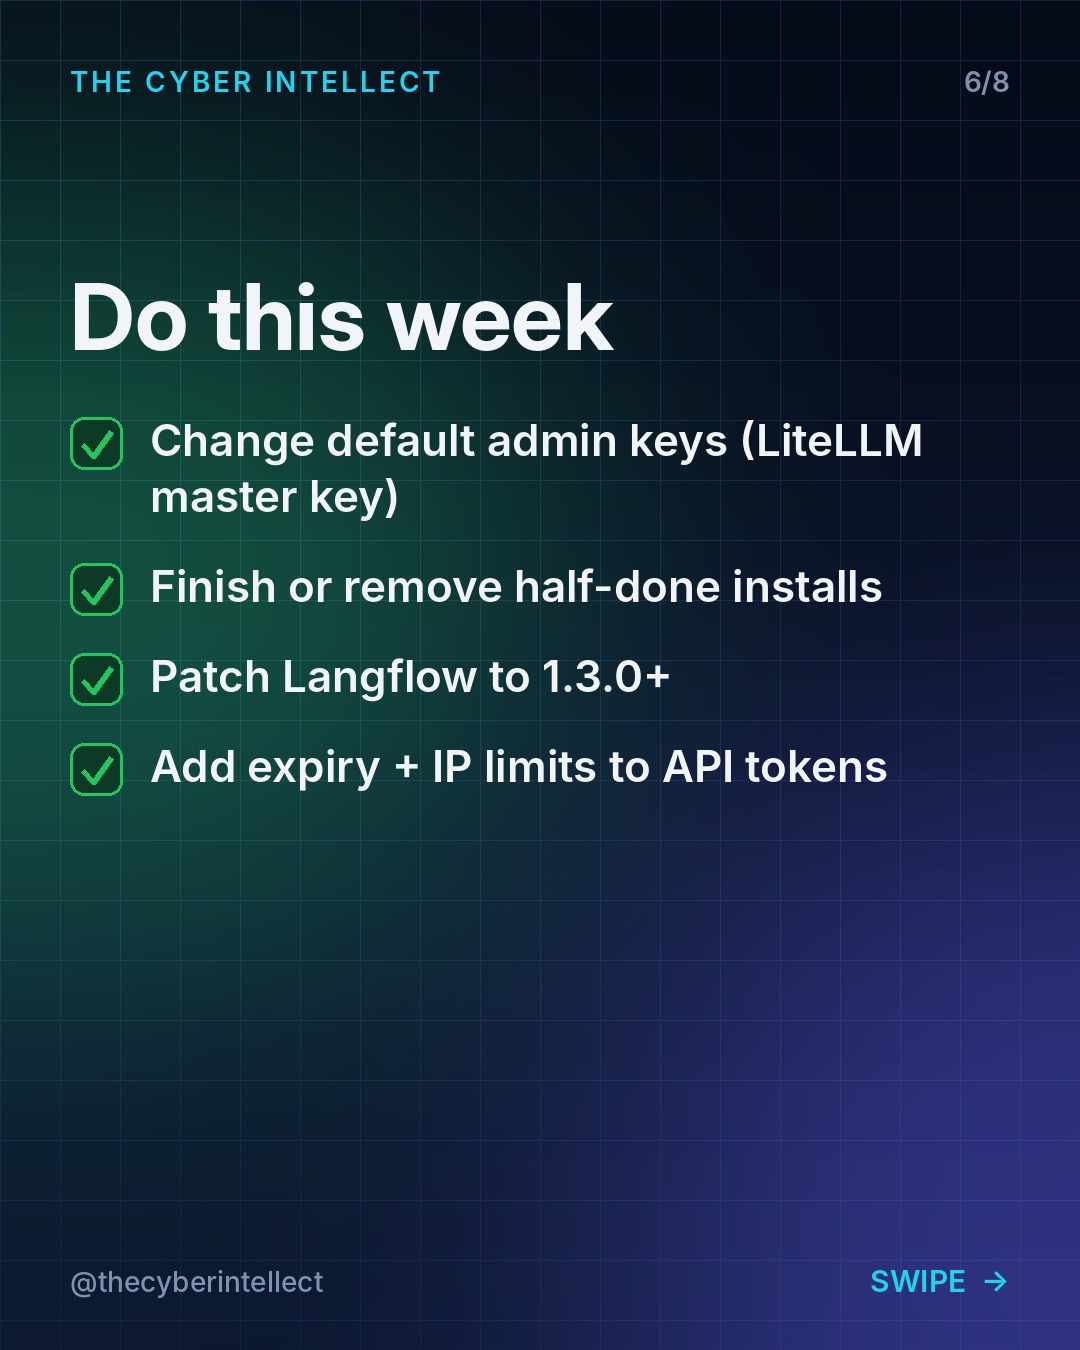 THE CYBER INTELLECT
6/8
Do this week
Change default admin keys (LiteLLM
master key)
Finish or remove half-done installs
Patch Langflow to 1.3.0+
Add expiry + IP limits to API tokens
@thecyberintellect
SWIPE →